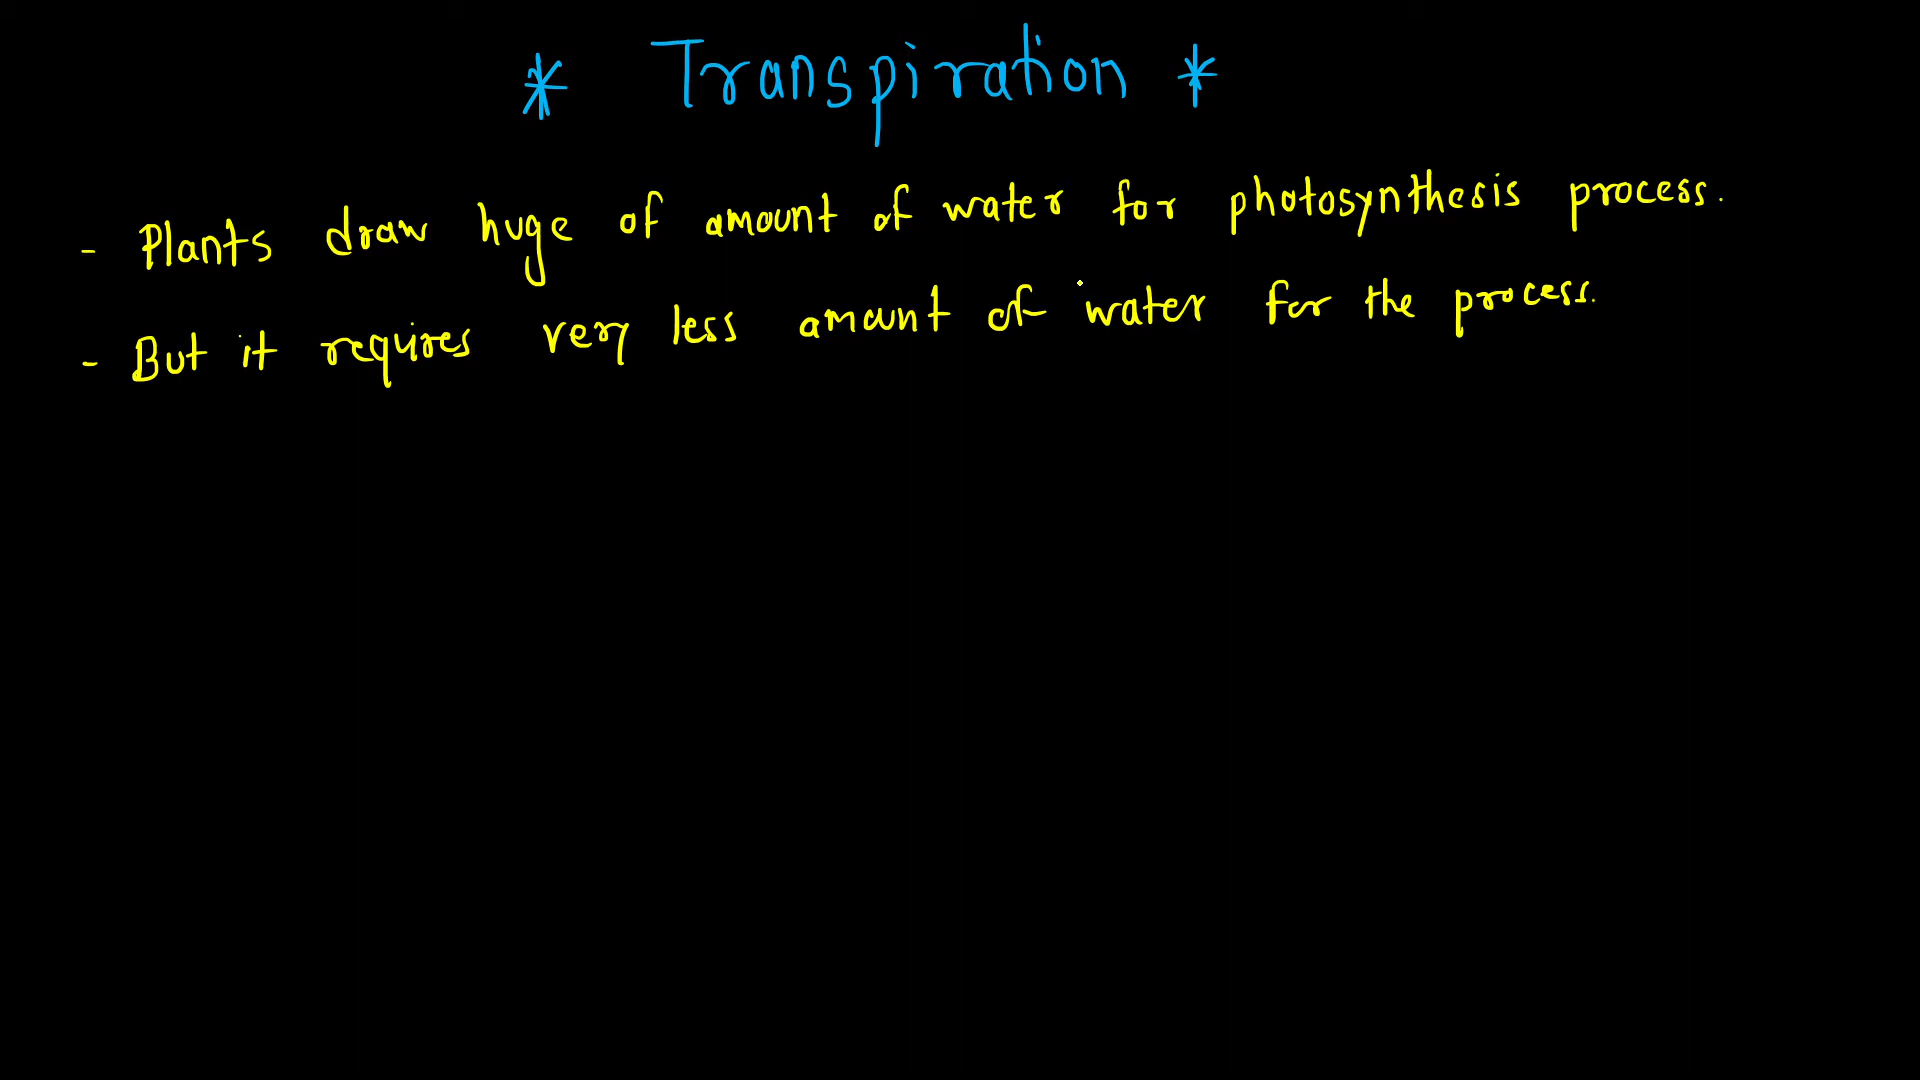 * Transpiration *
- Plants draw huge of amount of water for photosynthesis process.
- But it requires very less amount of water for the process.